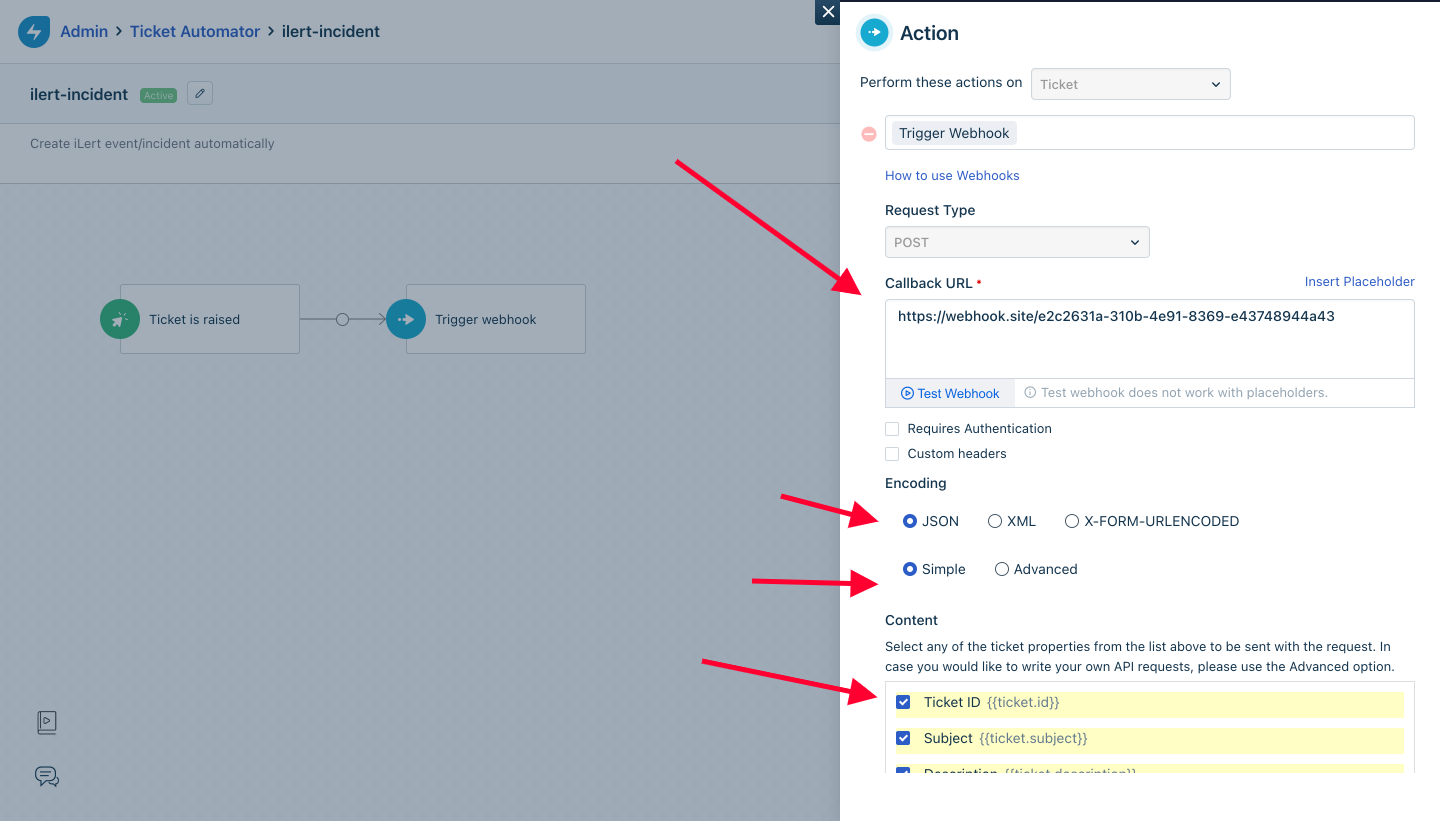 Admin > Ticket Automator > ilert-incident
ilert-incident Active
Create iLert event/incident automatically
Ticket is raised
Trigger webhook
Action
Perform these actions on Ticket
Trigger Webhook
How to use Webhooks
Request Type
POST
Callback URL •
Insert Placeholder
https://webhook.site/e2c2631a-310b-4e91-8369-e43748944a43
Test Webhook
Test webhook does not work with placeholders.
Requires Authentication
Custom headers
Encoding
JSON XML X-FORM-URLENCODED
Simple Advanced
Content
Select any of the ticket properties from the list above to be sent with the request. In
case you would like to write your own API requests, please use the Advanced option.
Ticket ID {{ticket.id}}
Subject {{ticket.subject}}
Description {{ticket.description}}